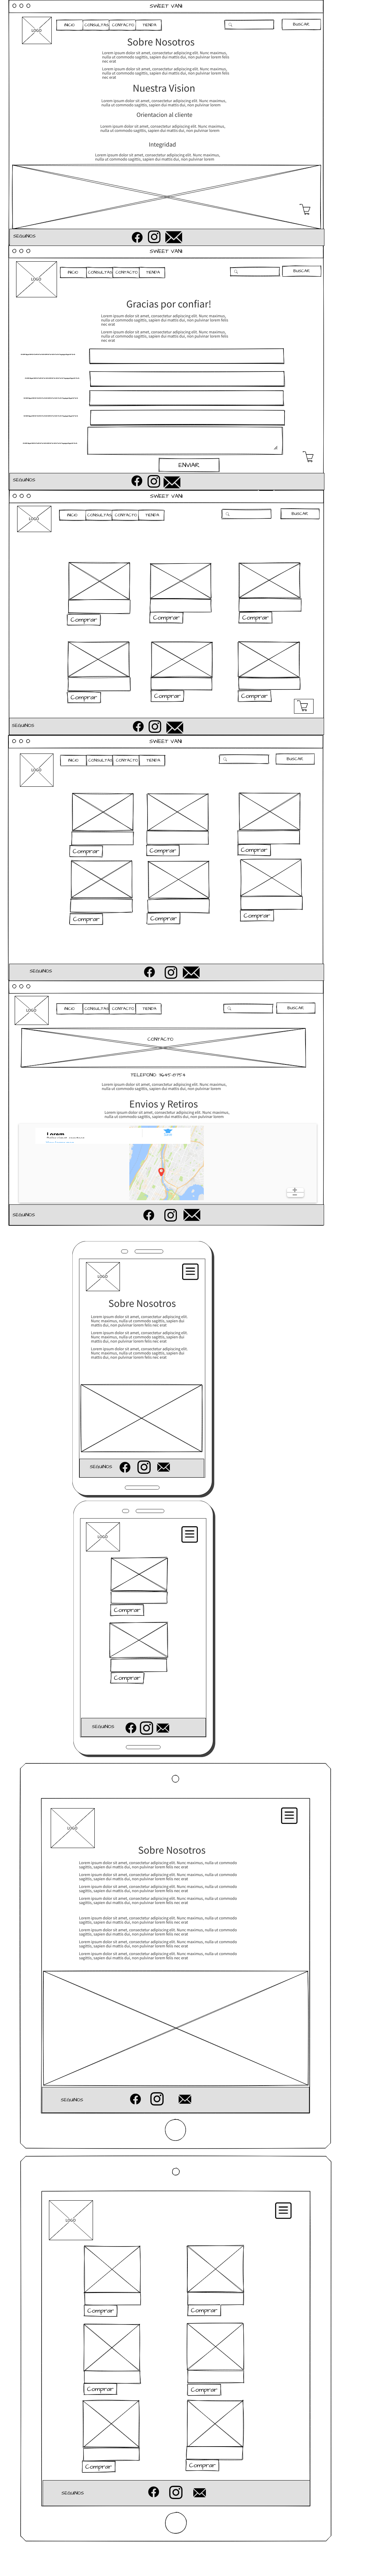 SWEET VANI
LOGO
INICIO CONSULTAS CONTACTO TIENDA
BUSCAR
Sobre Nosotros
Lorem ipsum dolor sit amet, consectetur adipiscing elit. Nunc maximus,
nulla ut commodo sagittis, sapien dui mattis dui, non pulvinar lorem felis
nec erat
Lorem ipsum dolor sit amet, consectetur adipiscing elit. Nunc maximus,
nulla ut commodo sagittis, sapien dui mattis dui, non pulvinar lorem felis
nec erat
Nuestra Vision
Lorem ipsum dolor sit amet, consectetur adipiscing elit. Nunc maximus,
nulla ut commodo sagittis, sapien dui mattis dui, non pulvinar lorem
Orientacion al cliente
Lorem ipsum dolor sit amet, consectetur adipiscing elit. Nunc maximus,
nulla ut commodo sagittis, sapien dui mattis dui, non pulvinar lorem
Integridad
Lorem ipsum dolor sit amet, consectetur adipiscing elit. Nunc maximus,
nulla ut commodo sagittis, sapien dui mattis dui, non pulvinar lorem
SEGUINOS
SWEET VANI
LOGO
INICIO CONSULTAS CONTACTO TIENDA
BUSCAR
Gracias por confiar!
Lorem ipsum dolor sit amet, consectetur adipiscing elit. Nunc maximus,
nulla ut commodo sagittis, sapien dui mattis dui, non pulvinar lorem felis
nec erat
Lorem ipsum dolor sit amet, consectetur adipiscing elit. Nunc maximus,
nulla ut commodo sagittis, sapien dui mattis dui, non pulvinar lorem felis
nec erat
ENVIAR
SEGUINOS
SWEET VANI
LOGO
INICIO CONSULTAS CONTACTO TIENDA
BUSCAR
Comprar Comprar Comprar
Comprar Comprar Comprar
SEGUINOS
SWEET VANI
LOGO
INICIO CONSULTAS CONTACTO TIENDA
BUSCAR
Comprar Comprar Comprar
Comprar Comprar Comprar
SEGUINOS
LOGO
INICIO CONSULTAS CONTACTO TIENDA
BUSCAR
CONTACTO
Lorem ipsum dolor sit amet, consectetur adipiscing elit. Nunc maximus,
nulla ut commodo sagittis, sapien dui mattis dui, non pulvinar lorem
Envios y Retiros
Lorem ipsum dolor sit amet, consectetur adipiscing elit. Nunc maximus,
nulla ut commodo sagittis, sapien dui mattis dui, non pulvinar lorem
Lorem
SEGUINOS
LOGO
Sobre Nosotros
Lorem ipsum dolor sit amet, consectetur adipiscing elit.
Nunc maximus, nulla ut commodo sagittis, sapien dui
mattis dui, non pulvinar lorem felis nec erat
Lorem ipsum dolor sit amet, consectetur adipiscing elit.
Nunc maximus, nulla ut commodo sagittis, sapien dui
mattis dui, non pulvinar lorem felis nec erat
Lorem ipsum dolor sit amet, consectetur adipiscing elit.
Nunc maximus, nulla ut commodo sagittis, sapien dui
mattis dui, non pulvinar lorem felis nec erat
SEGUINOS
LOGO
Comprar
Comprar
SEGUINOS
LOGO
Sobre Nosotros
Lorem ipsum dolor sit amet, consectetur adipiscing elit. Nunc maximus, nulla ut commodo
sagittis, sapien dui mattis dui, non pulvinar lorem felis nec erat
Lorem ipsum dolor sit amet, consectetur adipiscing elit. Nunc maximus, nulla ut commodo
sagittis, sapien dui mattis dui, non pulvinar lorem felis nec erat
Lorem ipsum dolor sit amet, consectetur adipiscing elit. Nunc maximus, nulla ut commodo
sagittis, sapien dui mattis dui, non pulvinar lorem felis nec erat
Lorem ipsum dolor sit amet, consectetur adipiscing elit. Nunc maximus, nulla ut commodo
sagittis, sapien dui mattis dui, non pulvinar lorem felis nec erat
Lorem ipsum dolor sit amet, consectetur adipiscing elit. Nunc maximus, nulla ut commodo
sagittis, sapien dui mattis dui, non pulvinar lorem felis nec erat
Lorem ipsum dolor sit amet, consectetur adipiscing elit. Nunc maximus, nulla ut commodo
sagittis, sapien dui mattis dui, non pulvinar lorem felis nec erat
Lorem ipsum dolor sit amet, consectetur adipiscing elit. Nunc maximus, nulla ut commodo
sagittis, sapien dui mattis dui, non pulvinar lorem felis nec erat
Lorem ipsum dolor sit amet, consectetur adipiscing elit. Nunc maximus, nulla ut commodo
sagittis, sapien dui mattis dui, non pulvinar lorem felis nec erat
SEGUINOS
LOGO
Comprar Comprar
Comprar Comprar
Comprar Comprar
SEGUINOS